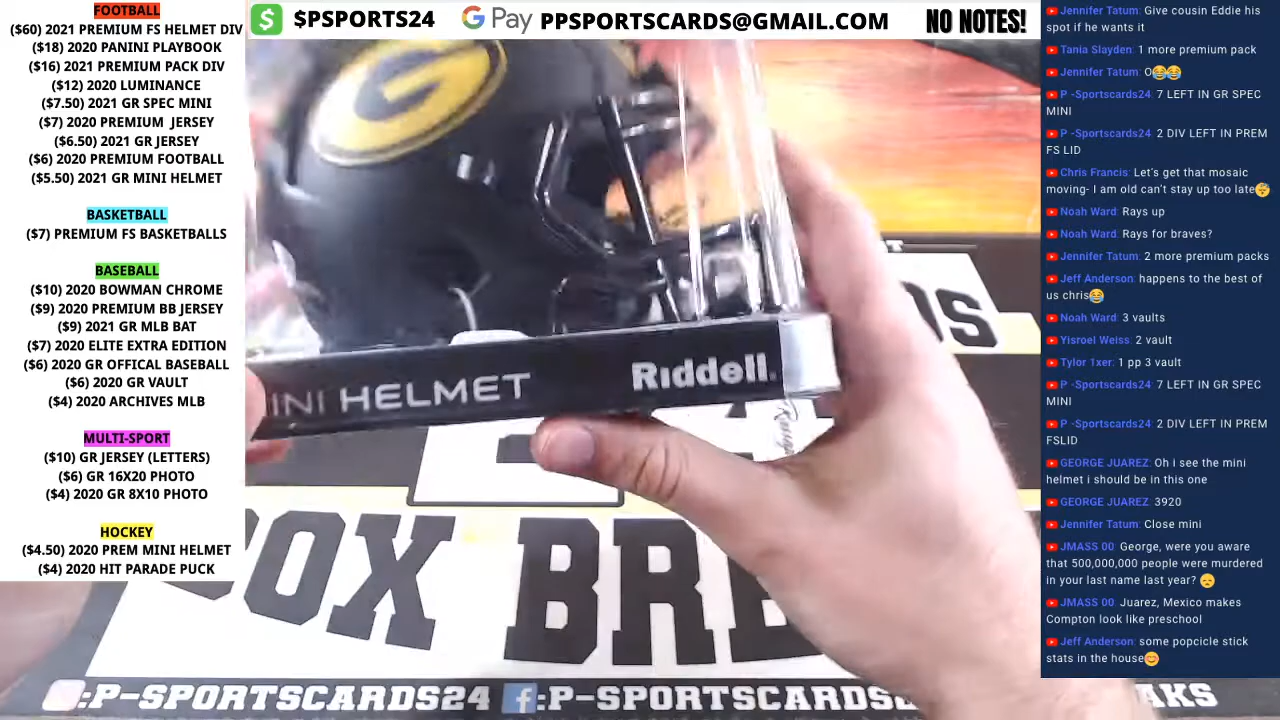 FOOTBALL
($60) 2021 PREMIUM FS HELMET DIV
($18) 2020 PANINI PLAYBOOK
($16) 2021 PREMIUM PACK DIV
($12) 2020 LUMINANCE
($7.50) 2021 GR SPEC MINI
($7) 2020 PREMIUM JERSEY
($6.50) 2021 GR JERSEY
($6) 2020 PREMIUM FOOTBALL
($5.50) 2021 GR MINI HELMET
BASKETBALL
($7) PREMIUM FS BASKETBALLS
BASEBALL
($10) 2020 BOWMAN CHROME
($9) 2020 PREMIUM BB JERSEY
($9) 2021 GR MLB BAT
($7) 2020 ELITE EXTRA EDITION
($6) 2020 GR OFFICAL BASEBALL
($6) 2020 GR VAULT
($4) 2020 ARCHIVES MLB
MULTI-SPORT
($10) GR JERSEY (LETTERS)
($6) GR 16X20 PHOTO
($4) 2020 GR 8X10 PHOTO
HOCKEY
($4.50) 2020 PREM MINI HELMET
($4) 2020 HIT PARADE PUCK
$PSPORTS24 G Pay PPSPORTSCARDS@GMAIL.COM NO NOTES!
G
INI HELMET Riddell
OX BRE
:P-SPORTSCARDS24 :P-SPORTSCARDSB AKS
Jennifer Tatum: Give cousin Eddie his
spot if he wants it
Tania Slayden: 1 more premium pack
Jennifer Tatum: O😂😂
P -Sportscards24: 7 LEFT IN GR SPEC
MINI
P -Sportscards24: 2 DIV LEFT IN PREM
FS LID
Chris Francis: Let's get that mosaic
moving- I am old can't stay up too late😴
Noah Ward: Rays up
Noah Ward: Rays for braves?
Jennifer Tatum: 2 more premium packs
Jeff Anderson: happens to the best of
us chris😂
Noah Ward: 3 vaults
Yisroel Weiss: 2 vault
Tylor 1xer: 1 pp 3 vault
P -Sportscards24: 7 LEFT IN GR SPEC
MINI
P -Sportscards24: 2 DIV LEFT IN PREM
FSLID
GEORGE JUAREZ: Oh i see the mini
helmet i should be in this one
GEORGE JUAREZ: 3920
Jennifer Tatum: Close mini
JMASS 00: George, were you aware
that 500,000,000 people were murdered
in your last name last year? 😞
JMASS 00: Juarez, Mexico makes
Compton look like preschool
Jeff Anderson: some popcicle stick
stats in the house😊